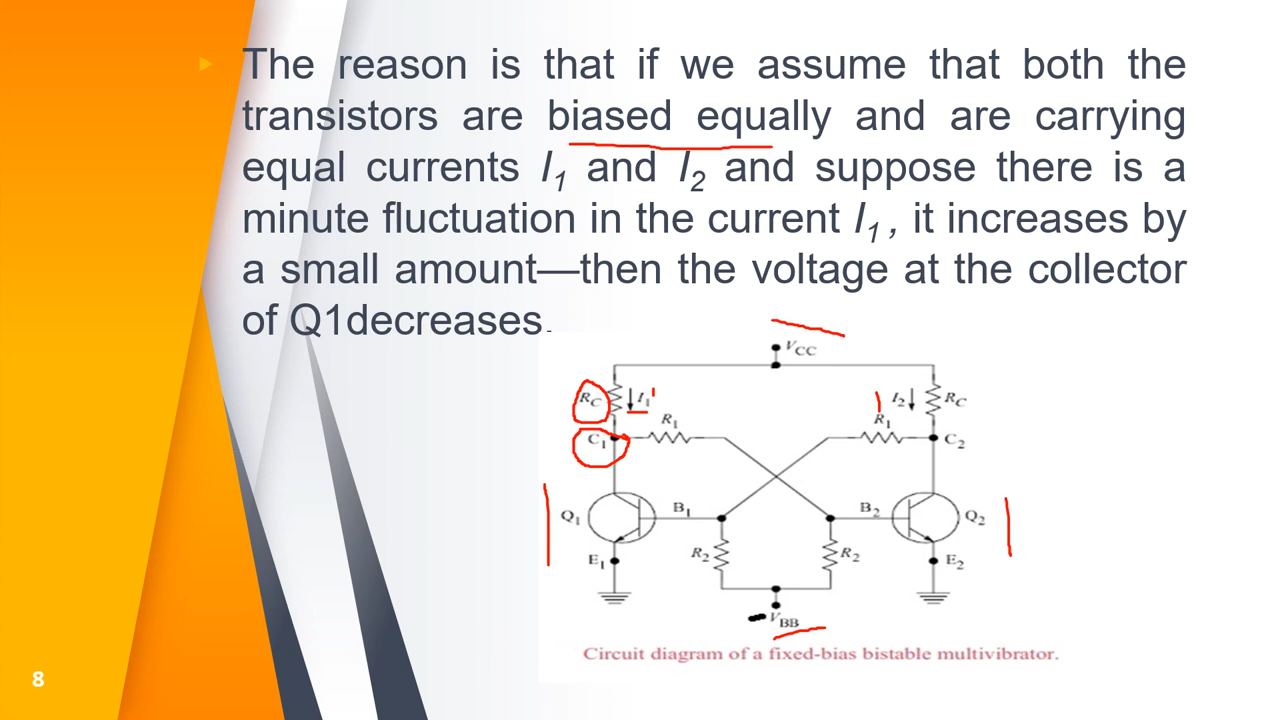 The reason is that if we assume that both the
transistors are biased equally and are carrying
equal currents I1 and I2 and suppose there is a
minute fluctuation in the current I1 , it increases by
a small amount—then the voltage at the collector
of Q1decreases.
VCC
RC I1' I2 RC
R1 R1
C1 C2
Q1 B1 B2 Q2
E1 R2 R2 E2
-VBB
Circuit diagram of a fixed-bias bistable multivibrator.
8